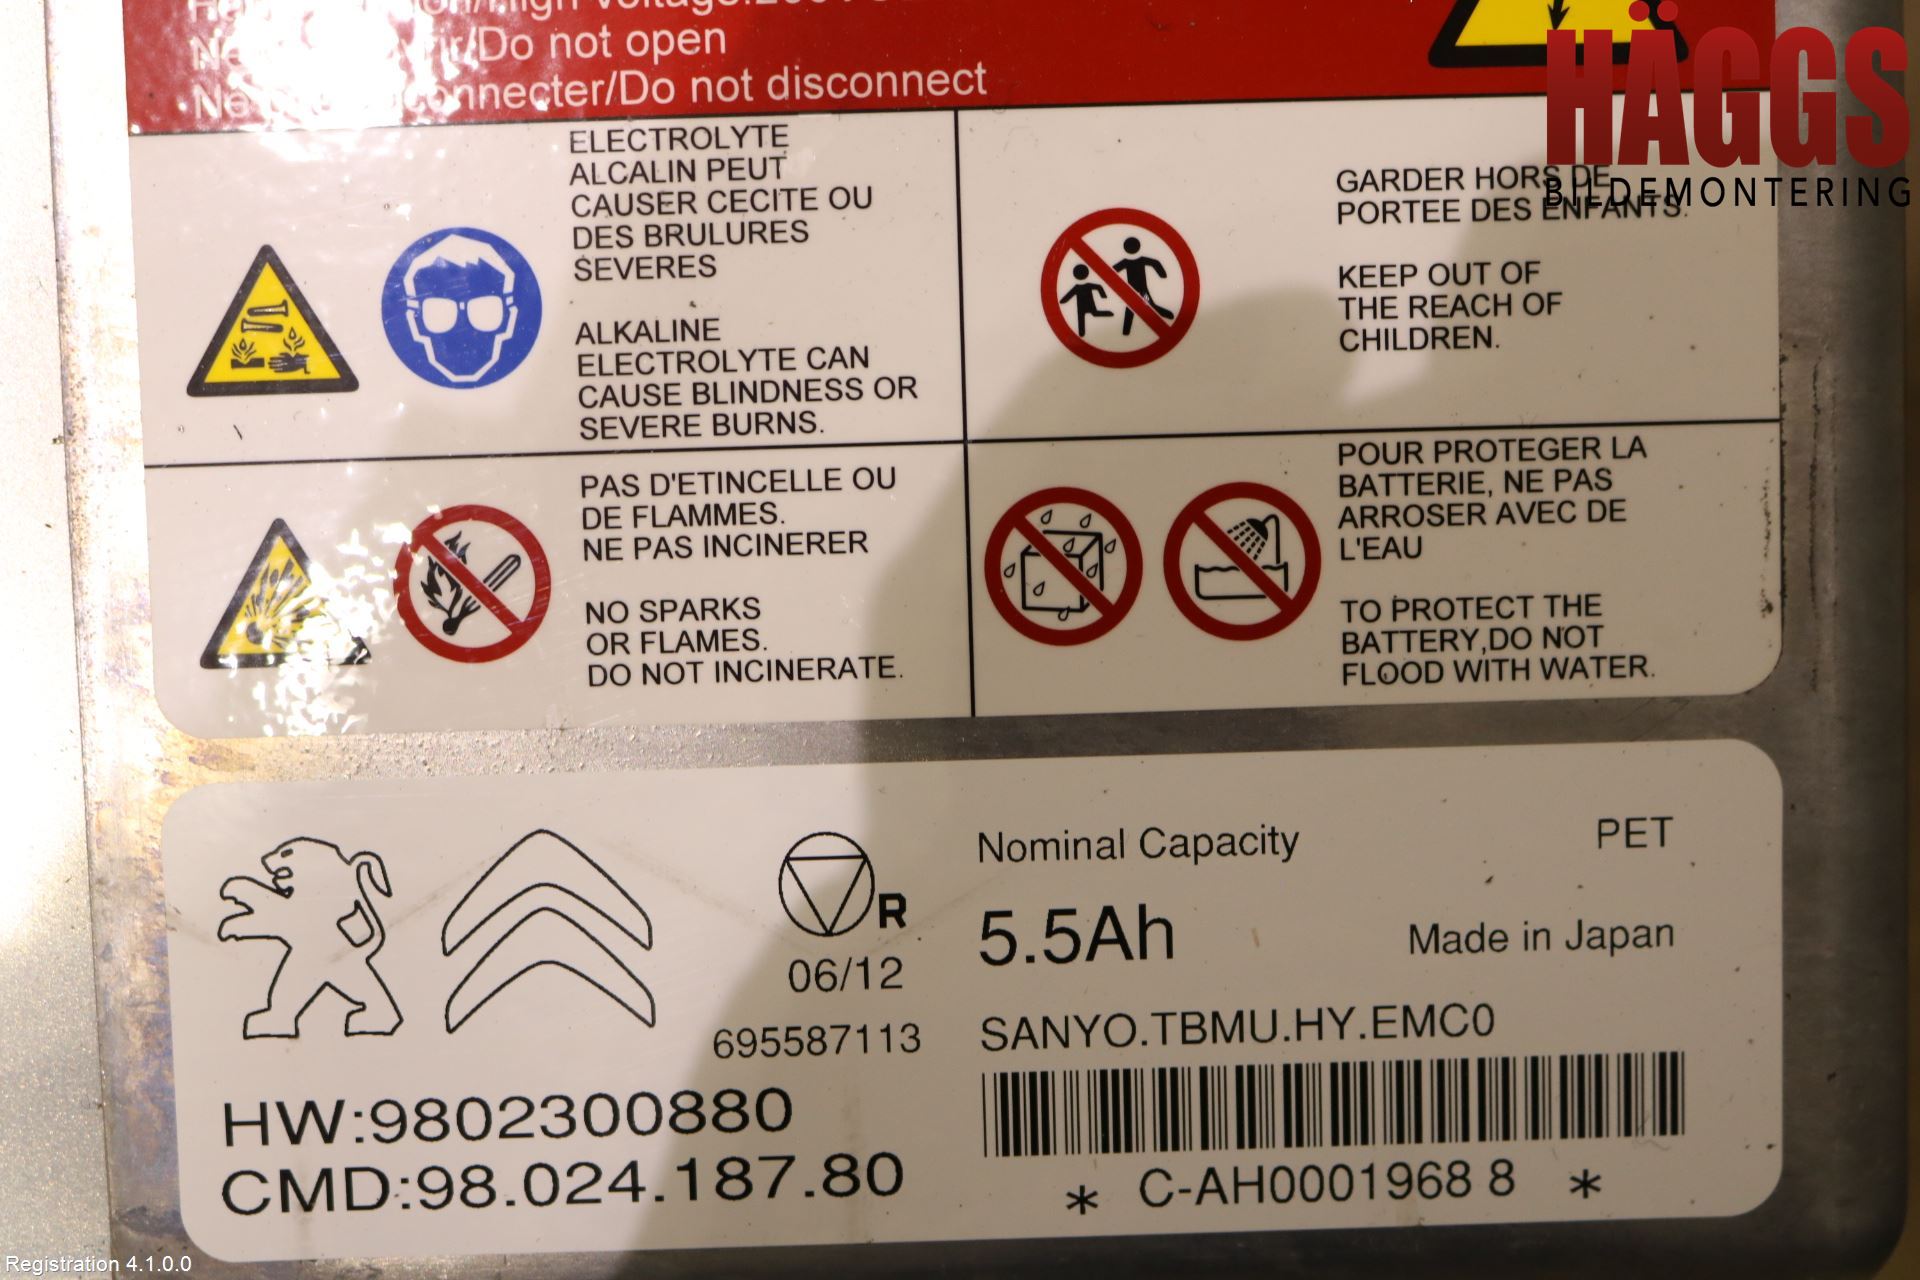 Do not open
Do not disconnect
HÄGGS
BILDEMONTERING
ELECTROLYTE
ALCALIN PEUT
CAUSER CECITE OU
DES BRULURES
SEVERES
ALKALINE
ELECTROLYTE CAN
CAUSE BLINDNESS OR
SEVERE BURNS.
GARDER HORS DE
PORTEE DES ENFANTS.
KEEP OUT OF
THE REACH OF
CHILDREN.
PAS D'ETINCELLE OU
DE FLAMMES.
NE PAS INCINERER
NO SPARKS
OR FLAMES.
DO NOT INCINERATE.
POUR PROTEGER LA
BATTERIE, NE PAS
ARROSER AVEC DE
L'EAU
TO PROTECT THE
BATTERY,DO NOT
FLOOD WITH WATER.
R
06/12
695587113
HW:9802300880
CMD:98.024.187.80
Nominal Capacity
PET
5.5Ah
Made in Japan
SANYO.TBMU.HY.EMC0
* C-AH0001968 8 *
Registration 4.1.0.0